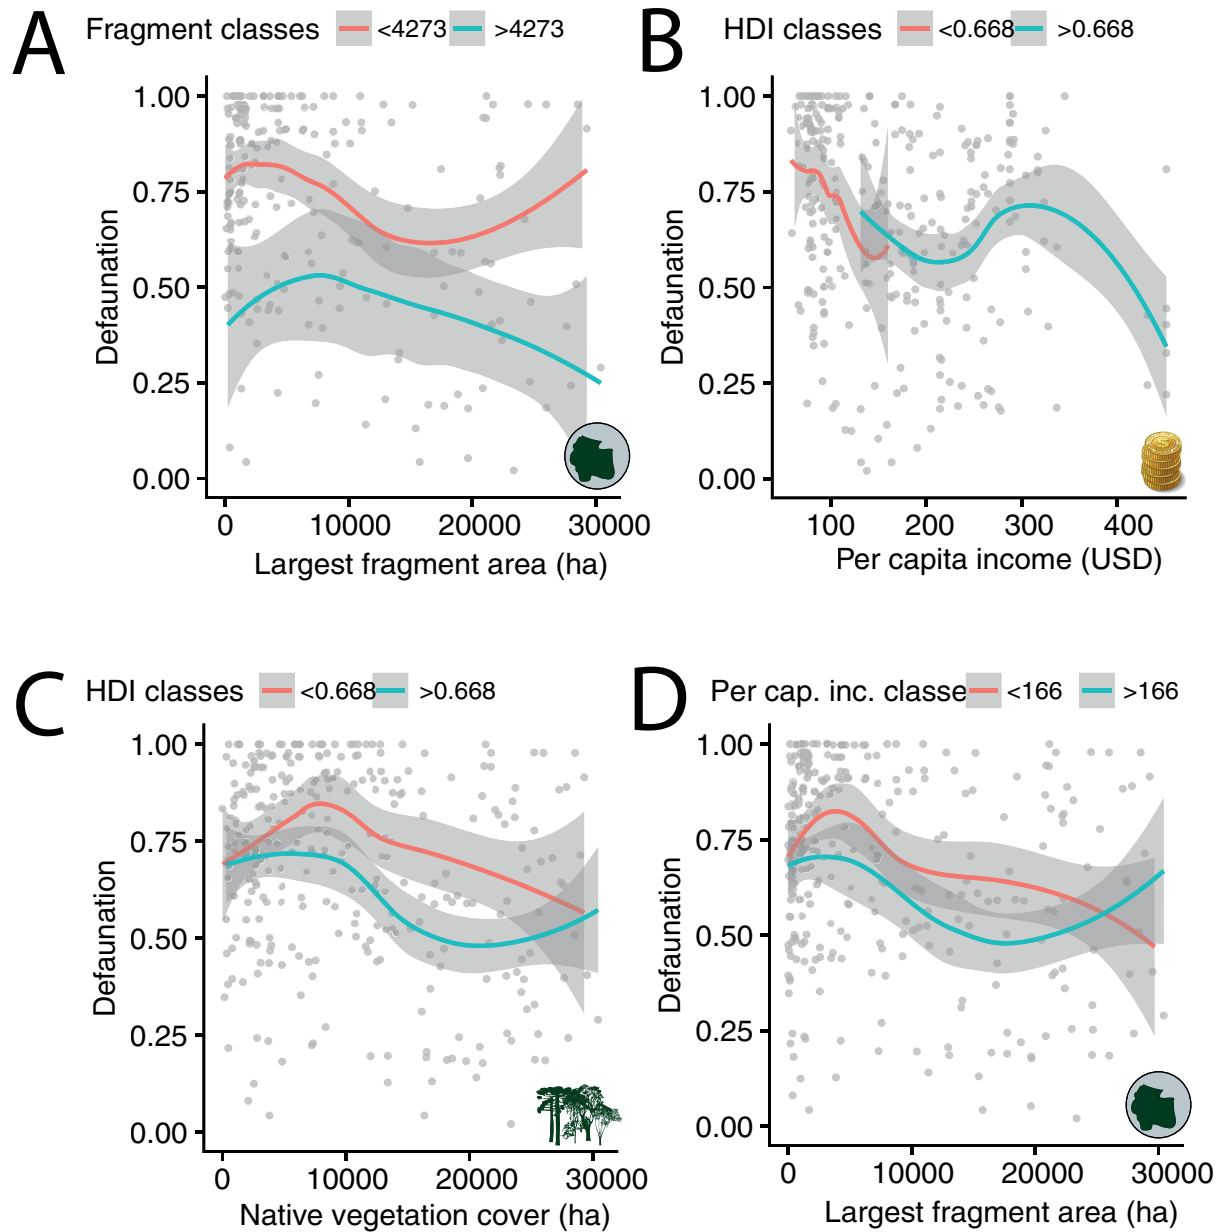 A
Fragment classes <4273 >4273
1.00
0.75
0.50
0.25
0.00
Defaunation
0 10000 20000 30000
Largest fragment area (ha)
B
HDI classes <0.668 >0.668
1.00
0.75
0.50
0.25
0.00
Defaunation
$
100 200 300 400
Per capita income (USD)
C
HDI classes <0.668 >0.668
1.00
0.75
0.50
0.25
0.00
Defaunation
0 10000 20000 30000
Native vegetation cover (ha)
D
Per cap. inc. classe <166 >166
1.00
0.75
0.50
0.25
0.00
Defaunation
0 10000 20000 30000
Largest fragment area (ha)